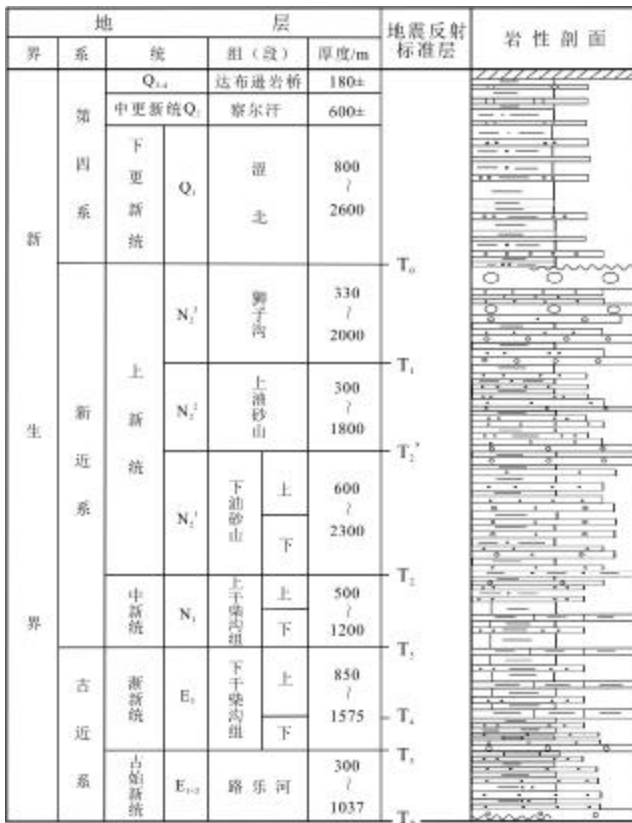 地 层
地震反射
标准层
岩 性 剖 面
界 系 统 组（段） 厚度/m
新生界
第四系
Q₃₋₄ 达布逊岩桥 180±
中更新统Q₂ 察尔汗 600±
下更新统 Q₁ 涩北 800~2600
T₀
新近系
上新统
N₂³ 狮子沟 330~2000
T₁
N₂² 上油砂山 300~1800
T₂'
N₂¹ 下油砂山 上 下 600~2300
T₂
中新统 N₁ 上干柴沟组 上 下 500~1200
T₃
古近系
渐新统 E₃ 下干柴沟组 上 下 850~1575
T₄
T₅
古始新统 E₁₊₂ 路乐河 300~1037